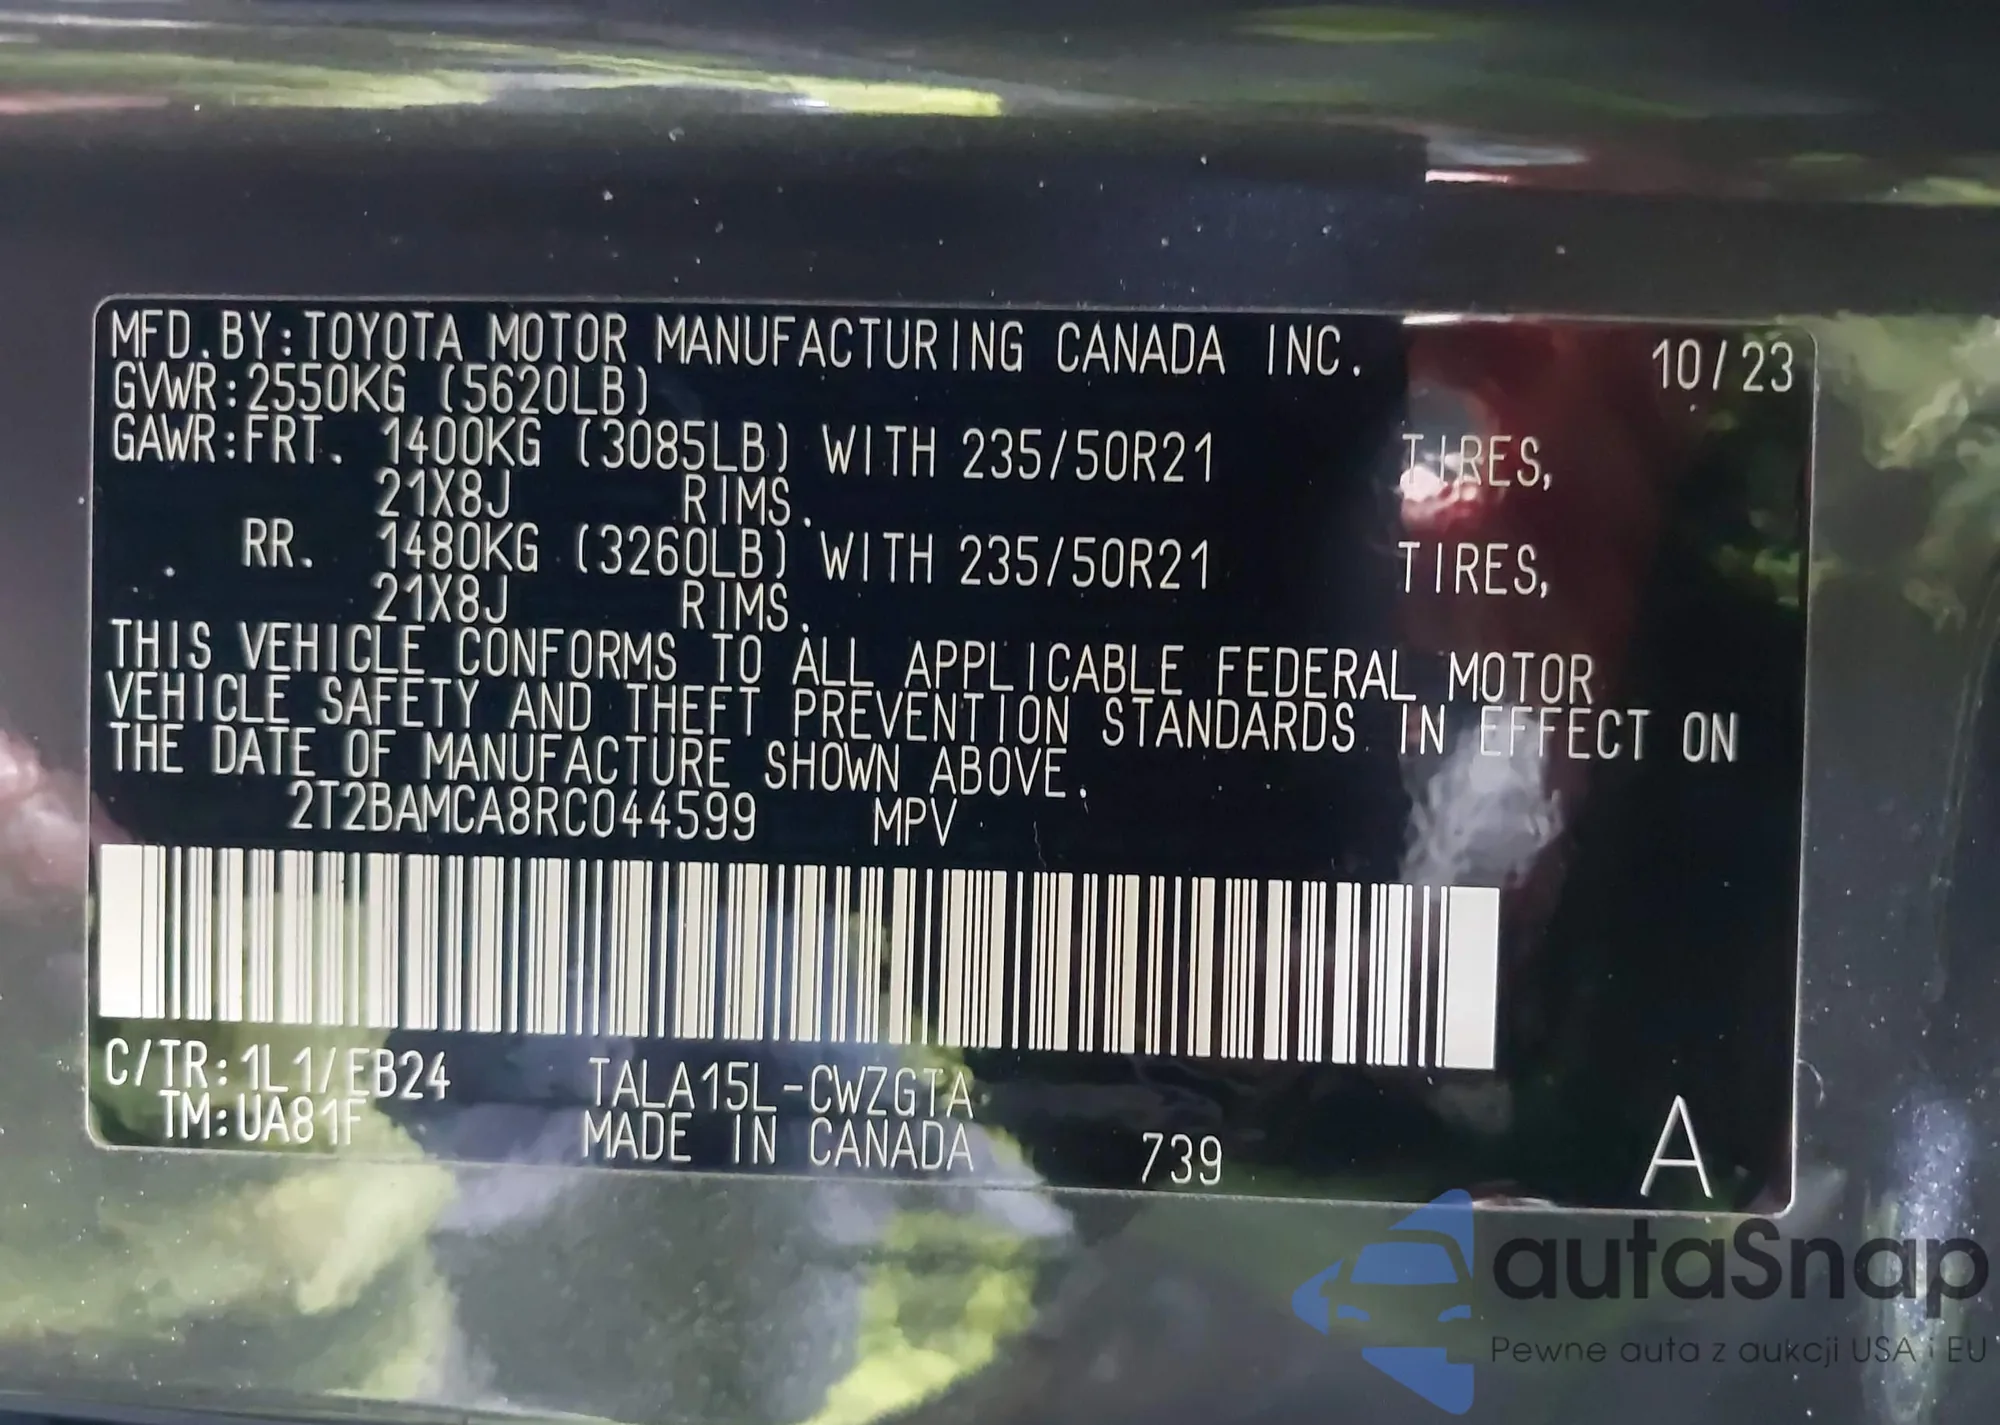 MFD.BY:TOYOTA MOTOR MANUFACTURING CANADA INC. 10/23
GVWR:2550KG (5620LB)
GAWR:FRT. 1400KG (3085LB) WITH 235/50R21 TIRES,
21X8J RIMS.
RR. 1480KG (3260LB) WITH 235/50R21 TIRES,
21X8J RIMS.
THIS VEHICLE CONFORMS TO ALL APPLICABLE FEDERAL MOTOR
VEHICLE SAFETY AND THEFT PREVENTION STANDARDS IN EFFECT ON
THE DATE OF MANUFACTURE SHOWN ABOVE.
2T2BAMCA8RC044599 MPV
C/TR:1L1/EB24 TALA15L-CWZGTA
TM:UA81F MADE IN CANADA 739 A
autaSnap
Pewne auta z aukcji USA i EU